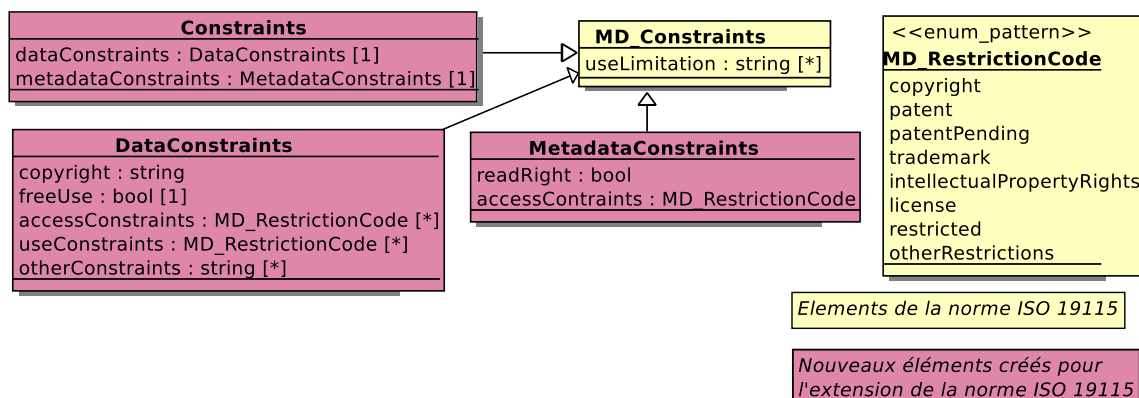 Constraints
dataConstraints : DataConstraints [1]
metadataConstraints : MetadataConstraints [1]
MD_Constraints
useLimitation : string [*]
<<enum_pattern>>
MD_RestrictionCode
copyright
patent
patentPending
trademark
intellectualPropertyRights
license
restricted
otherRestrictions
DataConstraints
copyright : string
freeUse : bool [1]
accessConstraints : MD_RestrictionCode [*]
useConstraints : MD_RestrictionCode [*]
otherConstraints : string [*]
MetadataConstraints
readRight : bool
accessContraints : MD_RestrictionCode
Elements de la norme ISO 19115
Nouveaux éléments créés pour
l'extension de la norme ISO 19115